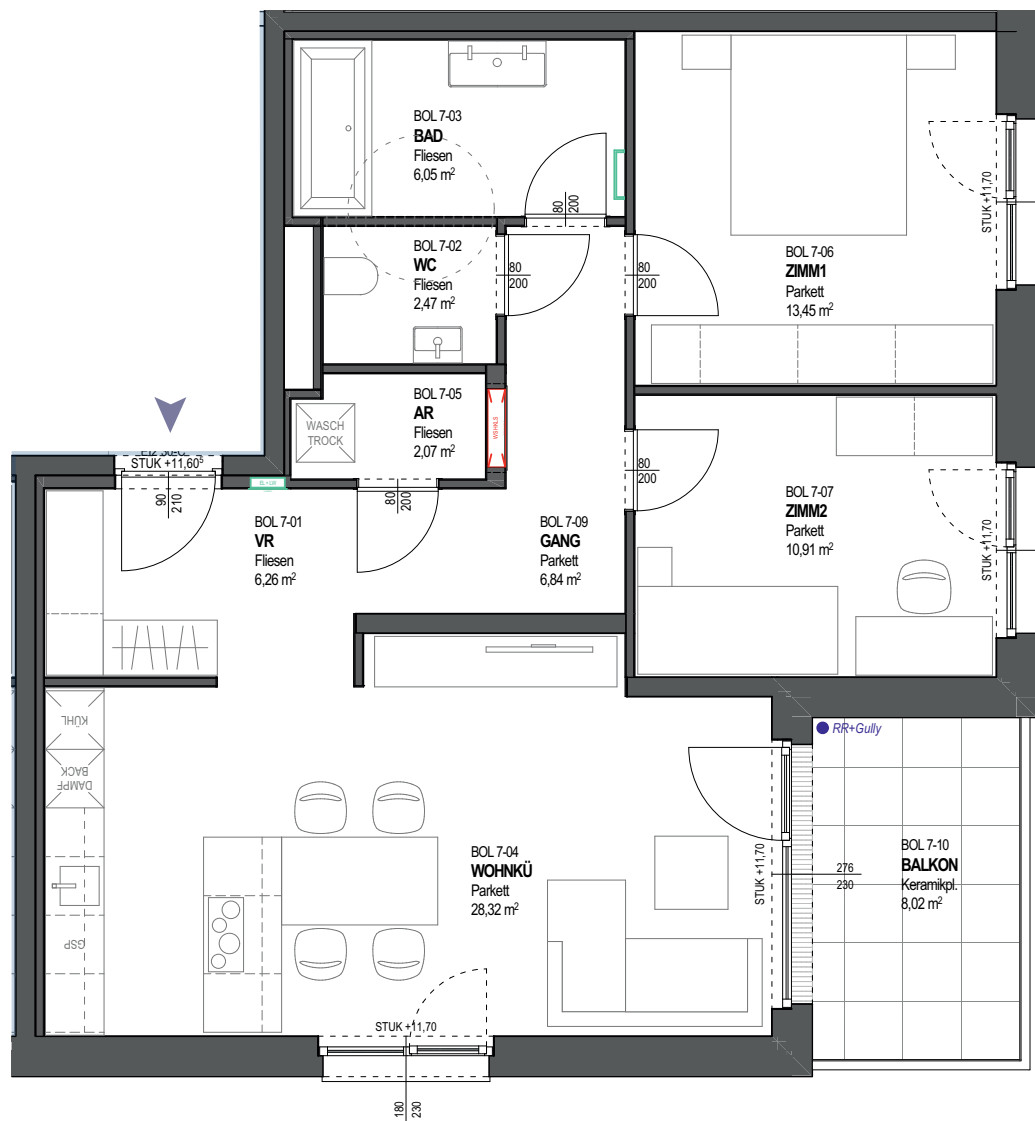 BOL 7-03
BAD
Fliesen
6,05 m²
80
200
BOL 7-02
WC
Fliesen
2,47 m²
80
200
80
200
BOL 7-06
ZIMM1
Parkett
13,45 m²
STUK +11,70
BOL 7-05
AR
Fliesen
2,07 m²
WASCH
TROCK
STUK +11,60⁵
90
210
80
200
80
200
BOL 7-01
VR
Fliesen
6,26 m²
BOL 7-09
GANG
Parkett
6,84 m²
BOL 7-07
ZIMM2
Parkett
10,91 m²
STUK +11,70
KÜHL
DAMPF
BACK
GSP
RR+Gully
BOL 7-04
WOHNKÜ
Parkett
28,32 m²
STUK +11,70
276
230
BOL 7-10
BALKON
Keramikpl.
8,02 m²
STUK +11,70
180
230